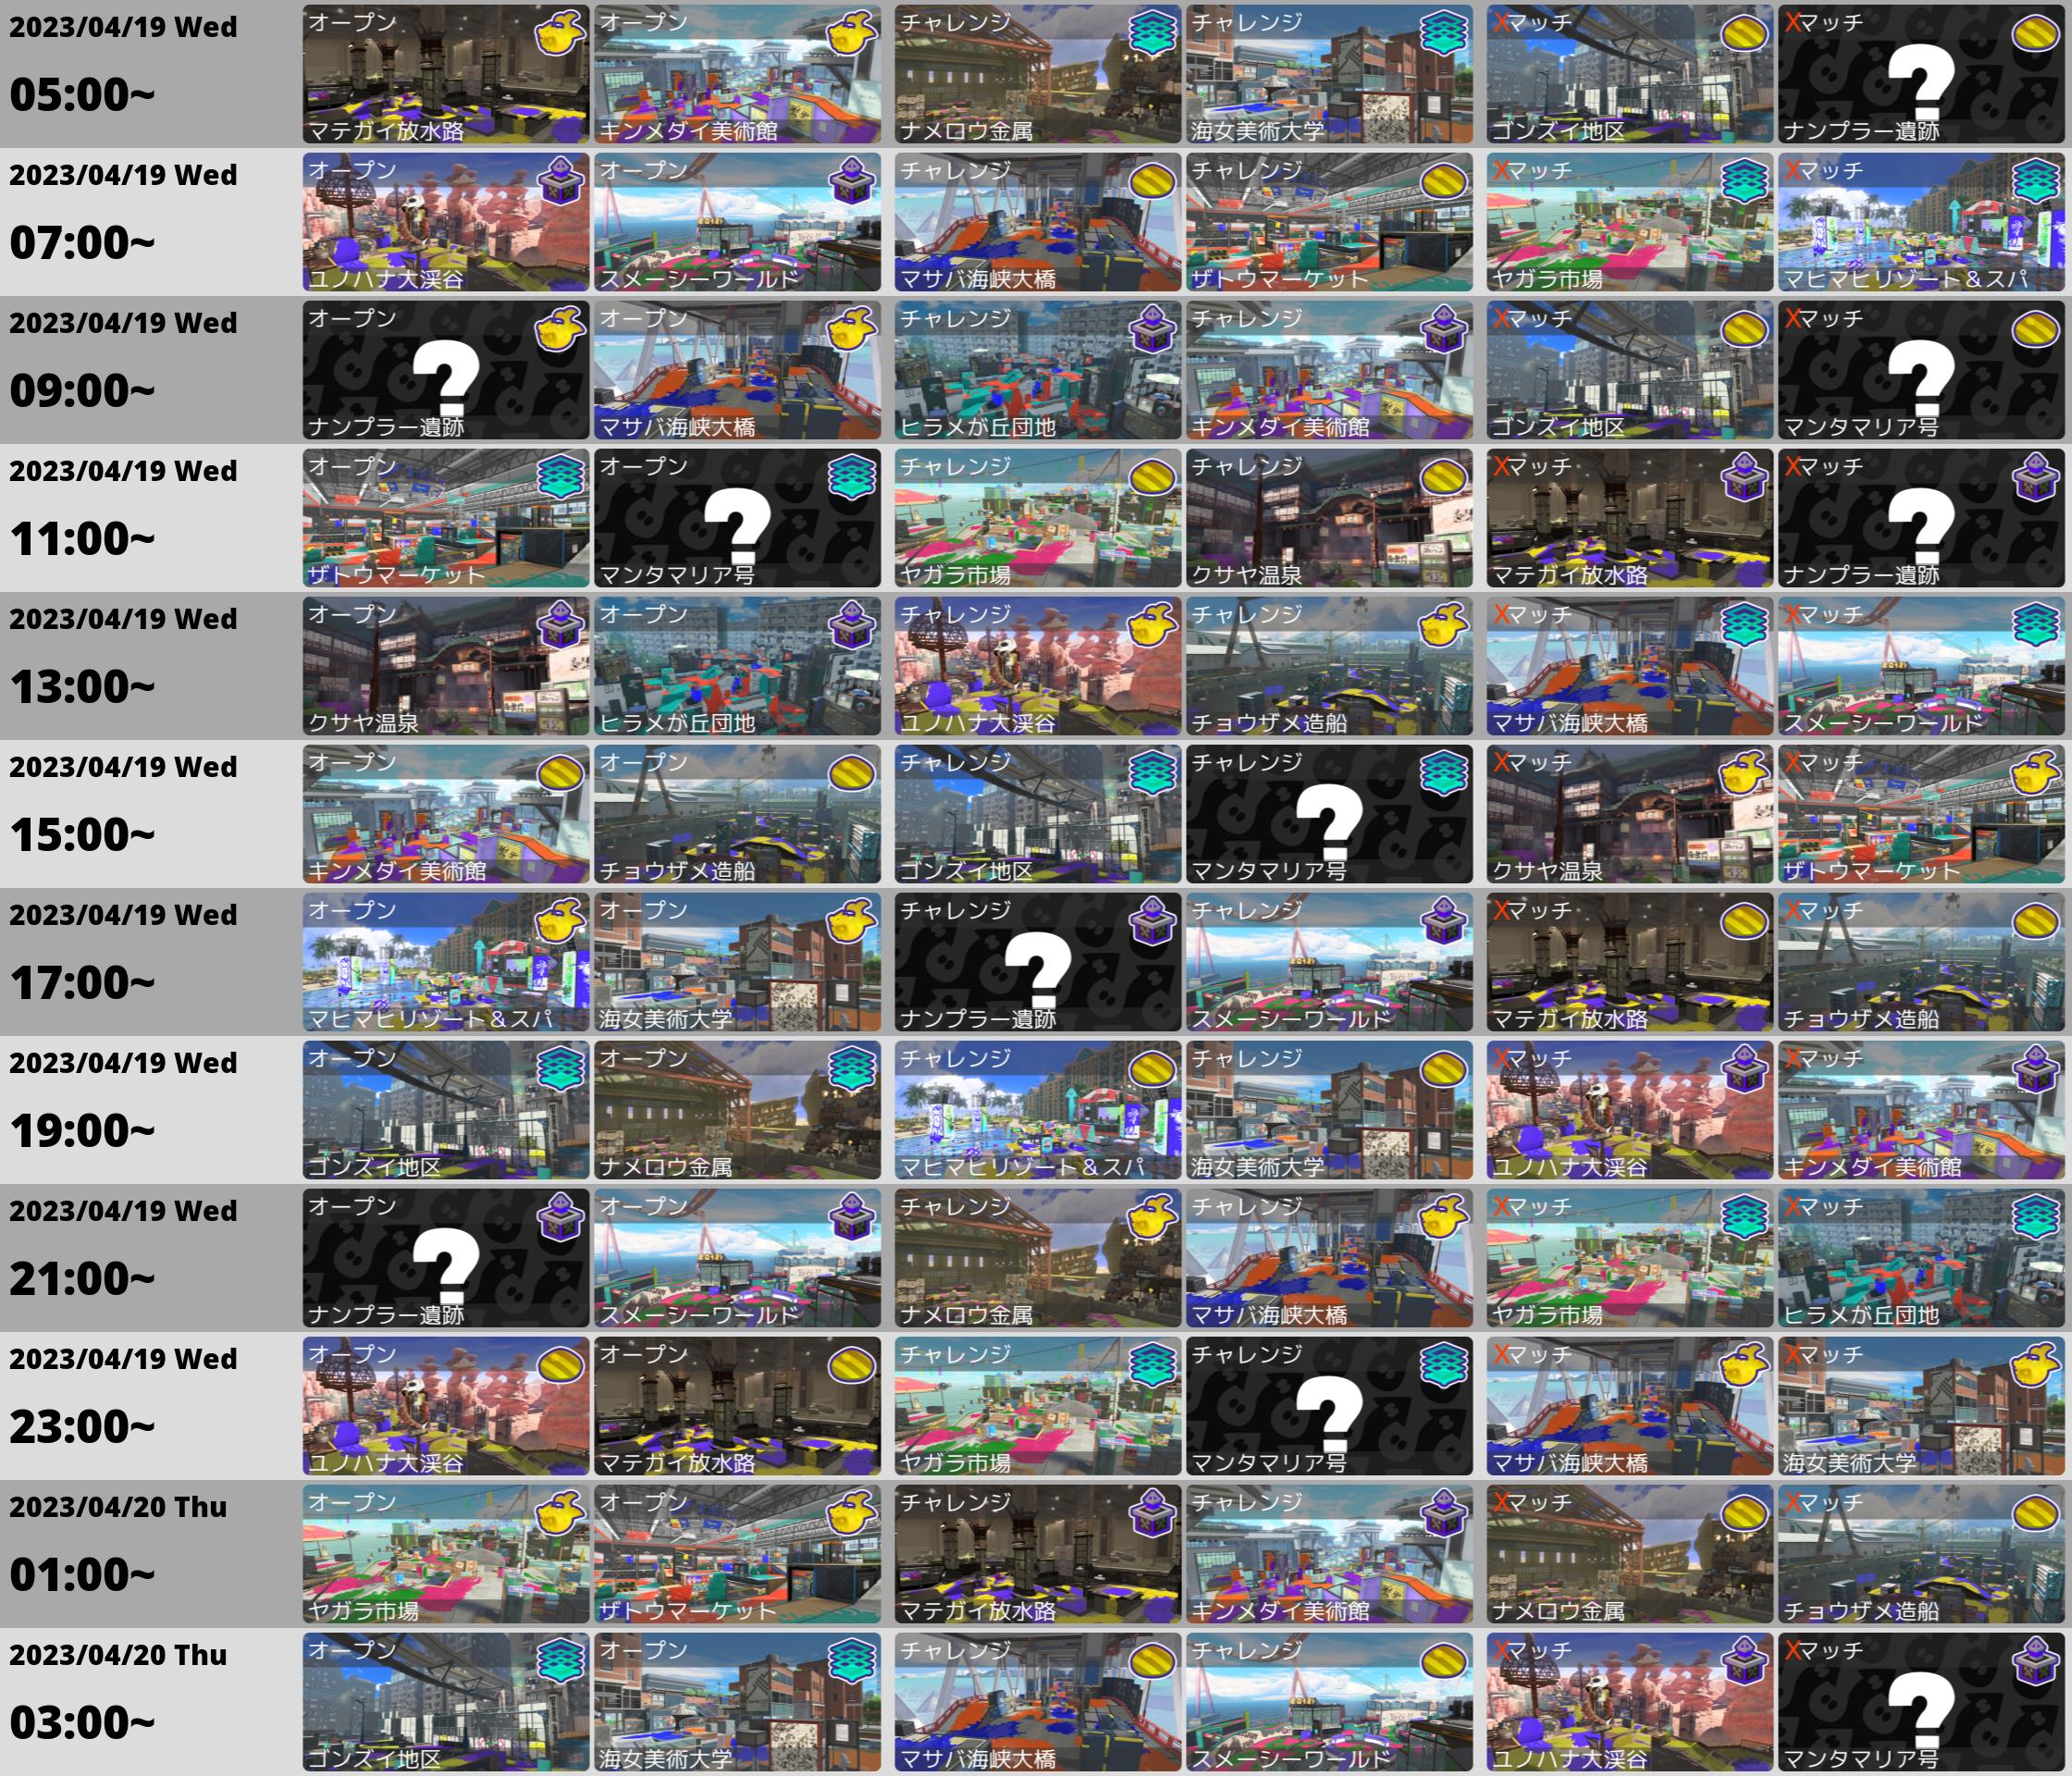 2023/04/19 Wed
05:00~
オープン
マテガイ放水路
オープン
キンメダイ美術館
チャレンジ
ナメロウ金属
チャレンジ
海女美術大学
Xマッチ
ゴンズイ地区
Xマッチ
ナンプラー遺跡
2023/04/19 Wed
07:00~
オープン
ユノハナ大渓谷
オープン
スメーシーワールド
チャレンジ
マサバ海峡大橋
チャレンジ
ザトウマーケット
Xマッチ
ヤガラ市場
Xマッチ
マヒマヒリゾート&スパ
2023/04/19 Wed
09:00~
オープン
ナンプラー遺跡
オープン
マサバ海峡大橋
チャレンジ
ヒラメが丘団地
チャレンジ
キンメダイ美術館
Xマッチ
ゴンズイ地区
Xマッチ
マンタマリア号
2023/04/19 Wed
11:00~
オープン
ザトウマーケット
オープン
マンタマリア号
チャレンジ
ヤガラ市場
チャレンジ
クサヤ温泉
Xマッチ
マテガイ放水路
Xマッチ
ナンプラー遺跡
2023/04/19 Wed
13:00~
オープン
クサヤ温泉
オープン
ヒラメが丘団地
チャレンジ
ユノハナ大渓谷
チャレンジ
チョウザメ造船
Xマッチ
マサバ海峡大橋
Xマッチ
スメーシーワールド
2023/04/19 Wed
15:00~
オープン
キンメダイ美術館
オープン
チョウザメ造船
チャレンジ
ゴンズイ地区
チャレンジ
マンタマリア号
Xマッチ
クサヤ温泉
Xマッチ
ザトウマーケット
2023/04/19 Wed
17:00~
オープン
マヒマヒリゾート&スパ
オープン
海女美術大学
チャレンジ
ナンプラー遺跡
チャレンジ
スメーシーワールド
Xマッチ
マテガイ放水路
Xマッチ
チョウザメ造船
2023/04/19 Wed
19:00~
オープン
ゴンズイ地区
オープン
ナメロウ金属
チャレンジ
マヒマヒリゾート&スパ
チャレンジ
海女美術大学
Xマッチ
ユノハナ大渓谷
Xマッチ
キンメダイ美術館
2023/04/19 Wed
21:00~
オープン
ナンプラー遺跡
オープン
スメーシーワールド
チャレンジ
ナメロウ金属
チャレンジ
マサバ海峡大橋
Xマッチ
ヤガラ市場
Xマッチ
ヒラメが丘団地
2023/04/19 Wed
23:00~
オープン
ユノハナ大渓谷
オープン
マテガイ放水路
チャレンジ
ヤガラ市場
チャレンジ
マンタマリア号
Xマッチ
マサバ海峡大橋
Xマッチ
海女美術大学
2023/04/20 Thu
01:00~
オープン
ヤガラ市場
オープン
ザトウマーケット
チャレンジ
マテガイ放水路
チャレンジ
キンメダイ美術館
Xマッチ
ナメロウ金属
Xマッチ
チョウザメ造船
2023/04/20 Thu
03:00~
オープン
ゴンズイ地区
オープン
海女美術大学
チャレンジ
マサバ海峡大橋
チャレンジ
スメーシーワールド
Xマッチ
ユノハナ大渓谷
Xマッチ
マンタマリア号